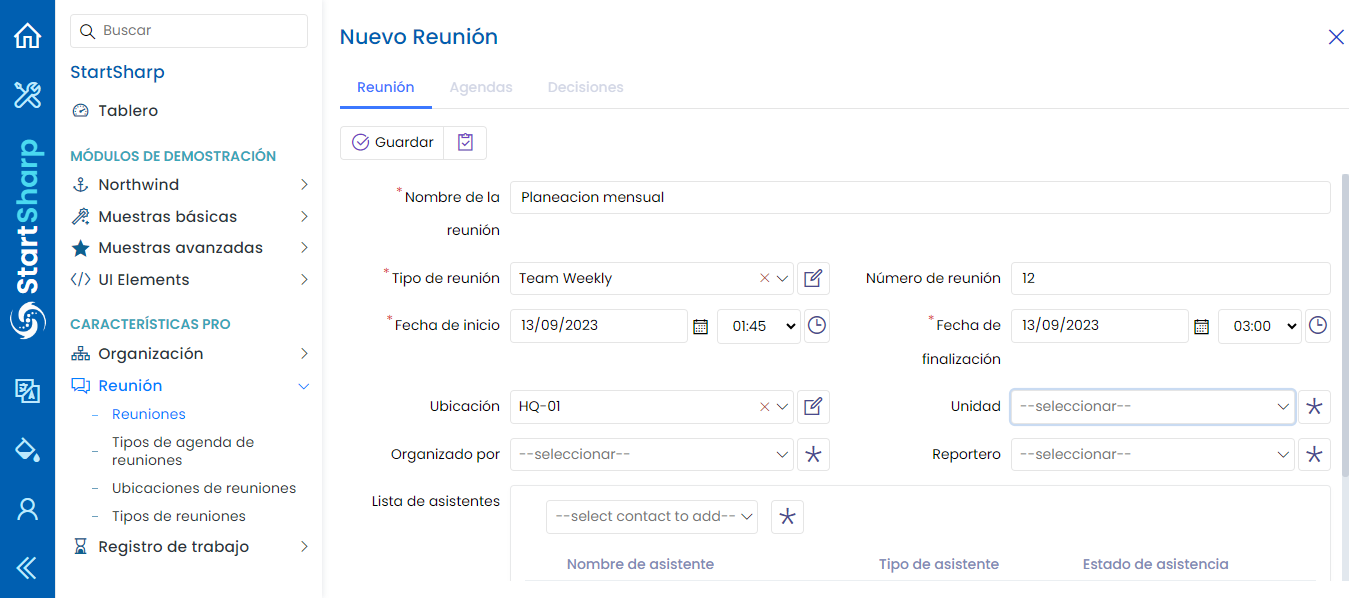 StartSharp
Buscar
StartSharp
Tablero
MÓDULOS DE DEMOSTRACIÓN
Northwind
Muestras básicas
Muestras avanzadas
UI Elements
CARACTERÍSTICAS PRO
Organización
Reunión
Reuniones
Tipos de agenda de
reuniones
Ubicaciones de reuniones
Tipos de reuniones
Registro de trabajo
Nuevo Reunión
Reunión Agendas Decisiones
Guardar
*Nombre de la
reunión
Planeacion mensual
*Tipo de reunión Team Weekly Número de reunión 12
*Fecha de inicio 13/09/2023 01:45
*Fecha de
finalización
13/09/2023 03:00
Ubicación HQ-01 Unidad --seleccionar--
Organizado por --seleccionar-- Reportero --seleccionar--
Lista de asistentes
--select contact to add--
Nombre de asistente Tipo de asistente Estado de asistencia